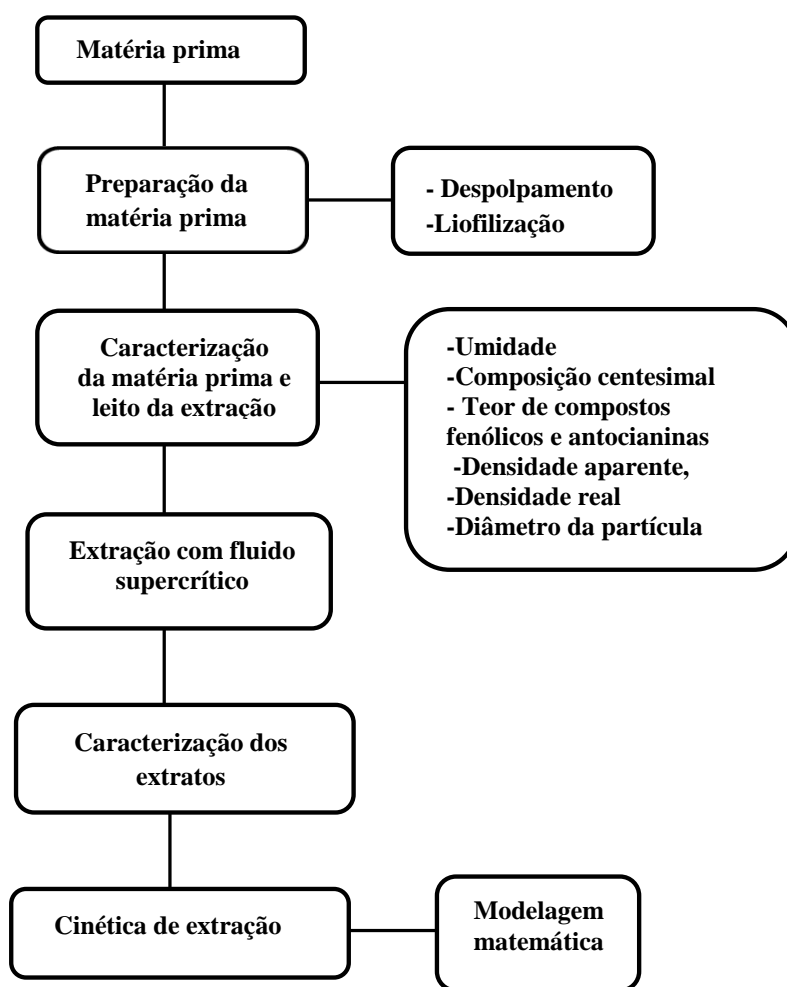 Matéria prima
Preparação da
matéria prima
- Despolpamento
-Liofilização
Caracterização
da matéria prima e
leito da extração
-Umidade
-Composição centesimal
- Teor de compostos
fenólicos e antocianinas
-Densidade aparente,
-Densidade real
-Diâmetro da partícula
Extração com fluido
supercrítico
Caracterização dos
extratos
Cinética de extração
Modelagem
matemática